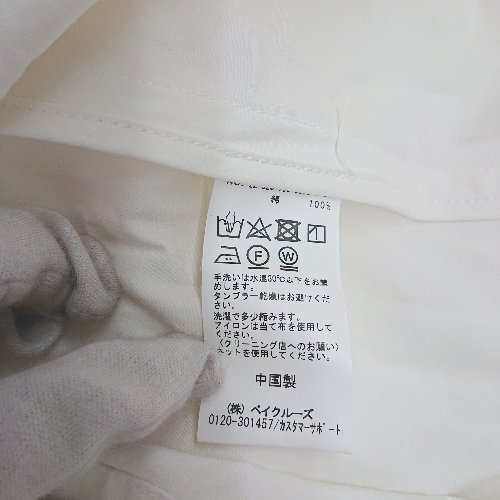 綿 100%
F W
手洗いは水温30℃以下をお奨
めします。
タンブラー乾燥はお避けくだ
さい。
洗濯で多少縮みます。
アイロンは当て布を使用して
ください。
〈クリーニング店へのお願い〉
ネットを使用してください。
中国製
(株) ベイクルーズ
0120-301457/カスタマーサポート